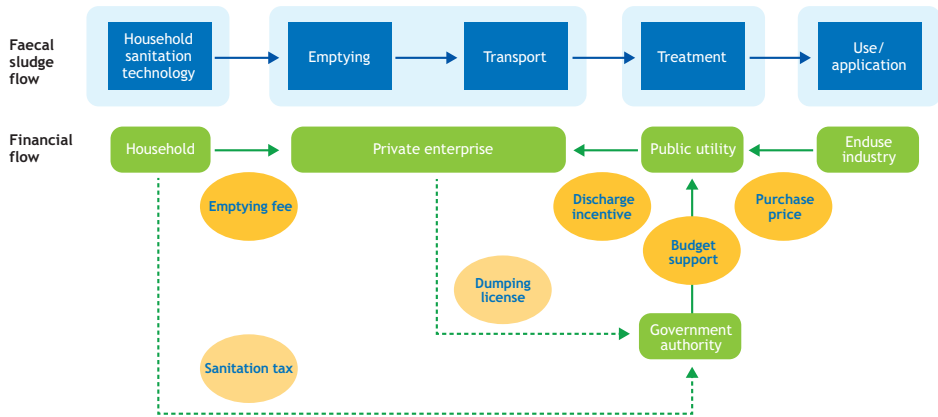 Faecal
sludge
flow
Household
sanitation
technology
Emptying
Transport
Treatment
Use/
application
Financial
flow
Household
Private enterprise
Public utility
Enduse
industry
Emptying fee
Discharge
incentive
Purchase
price
Budget
support
Dumping
license
Government
authority
Sanitation tax